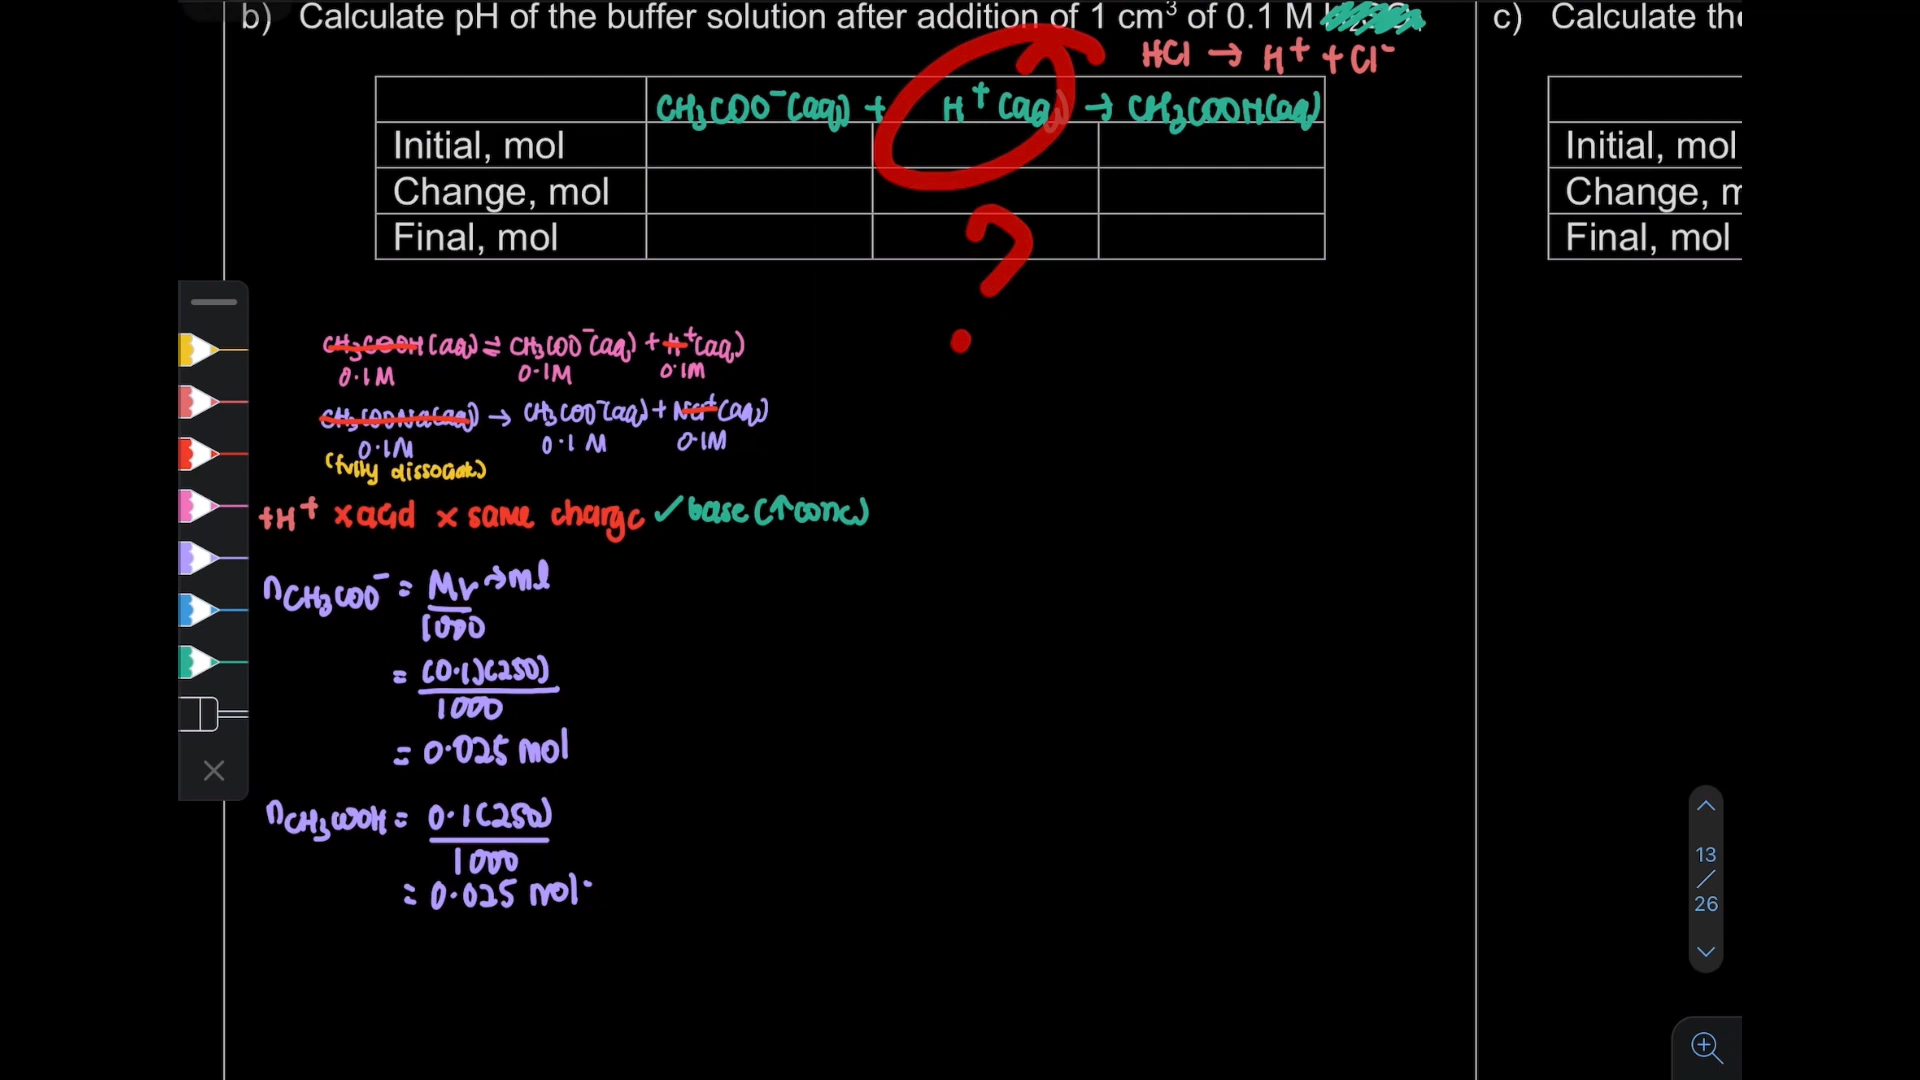 b) Calculate pH of the buffer solution after addition of 1 cm³ of 0.1 M
c) Calculate the
HCl → H⁺ + Cl⁻
CH₃COO⁻(aq) + H⁺(aq) → CH₃COOH(aq)
Initial, mol
Change, mol
Final, mol
Initial, mol
Change, m
Final, mol
?
CH₃COOH(aq) ⇌ CH₃COO⁻(aq) + H⁺(aq)
0.1M 0.1M 0.1M
CH₃COONa(aq) → CH₃COO⁻(aq) + Na⁺(aq)
0.1M 0.1 M 0.1M
(fully dissociate)
+H⁺ × acid × same charge ✓ base (↑conc)
nCH₃COO⁻ = Mv → ml
1000
= (0.1)(250)
1000
= 0.025 mol
nCH₃COOH = 0.1(250)
1000
= 0.025 mol
13
/
26